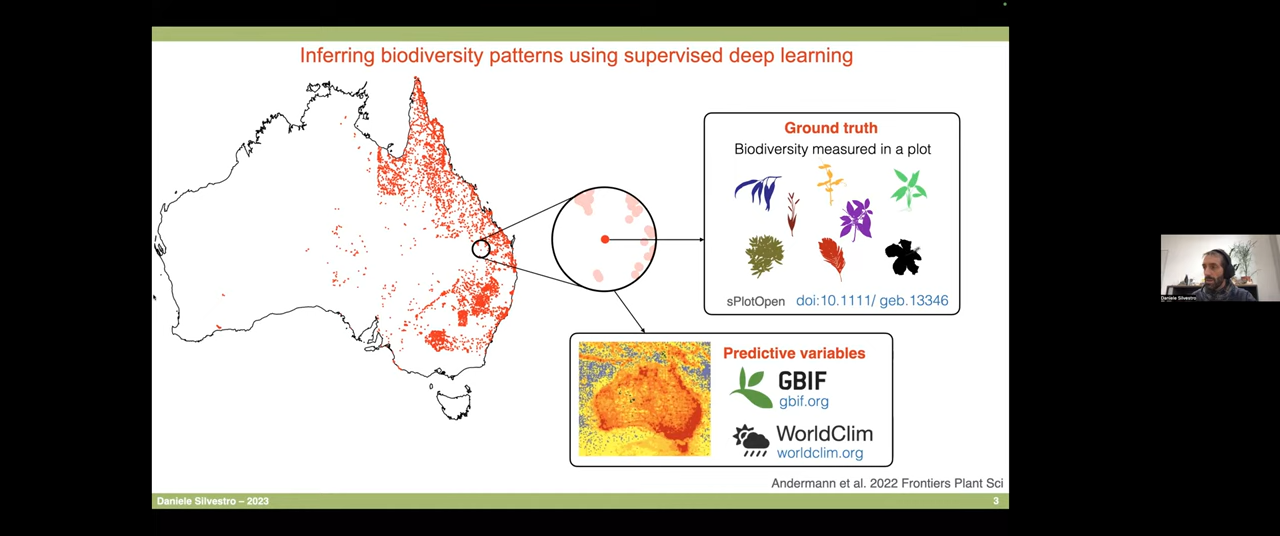 Inferring biodiversity patterns using supervised deep learning
Ground truth
Biodiversity measured in a plot
sPlotOpen doi:10.1111/ geb.13346
Predictive variables
GBIF
gbif.org
WorldClim
worldclim.org
Andermann et al. 2022 Frontiers Plant Sci
Daniele Silvestro – 2023
3
Daniele Silvestro